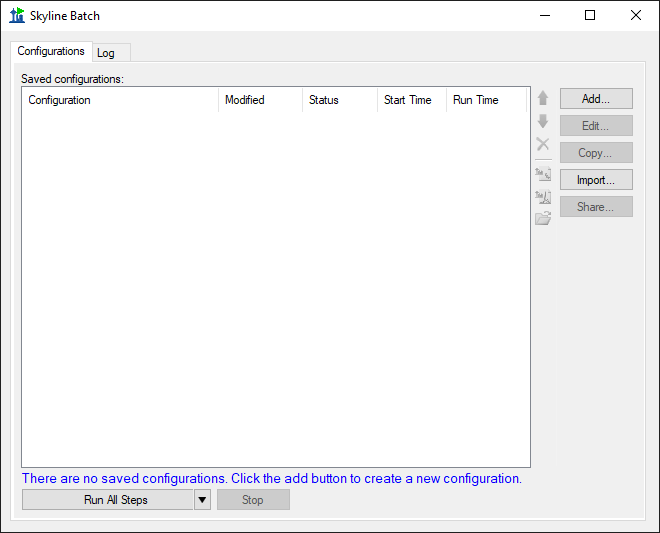 Skyline Batch
Configurations
Log
Saved configurations:
Configuration Modified Status Start Time Run Time
Add...
Edit...
Copy...
Import...
Share...
There are no saved configurations. Click the add button to create a new configuration.
Run All Steps
Stop